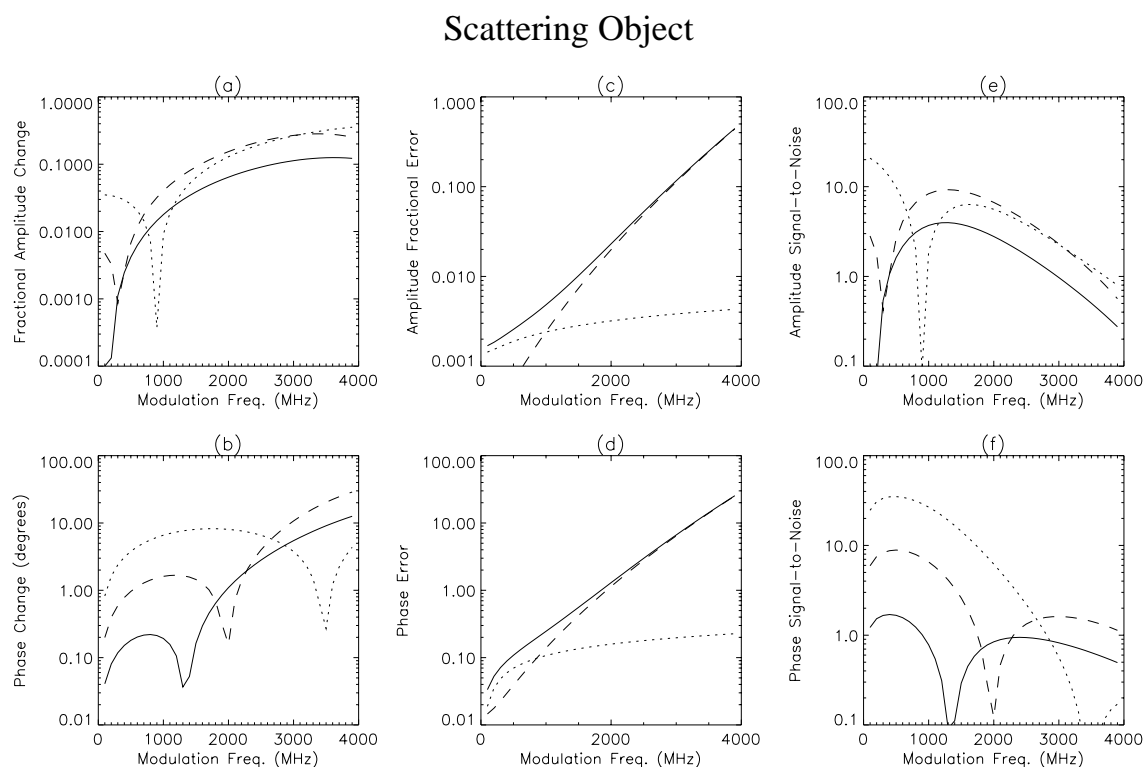 Scattering Object
(a)
Fractional Amplitude Change
1.0000
0.1000
0.0100
0.0010
0.0001
0 1000 2000 3000 4000
Modulation Freq. (MHz)
(c)
Amplitude Fractional Error
1.000
0.100
0.010
0.001
0 2000 4000
Modulation Freq. (MHz)
(e)
Amplitude Signal-to-Noise
100.0
10.0
1.0
0.1
0 1000 2000 3000 4000
Modulation Freq. (MHz)
(b)
Phase Change (degrees)
100.00
10.00
1.00
0.10
0.01
0 1000 2000 3000 4000
Modulation Freq. (MHz)
(d)
Phase Error
100.00
10.00
1.00
0.10
0.01
0 2000 4000
Modulation Freq. (MHz)
(f)
Phase Signal-to-Noise
100.0
10.0
1.0
0.1
0 1000 2000 3000 4000
Modulation Freq. (MHz)